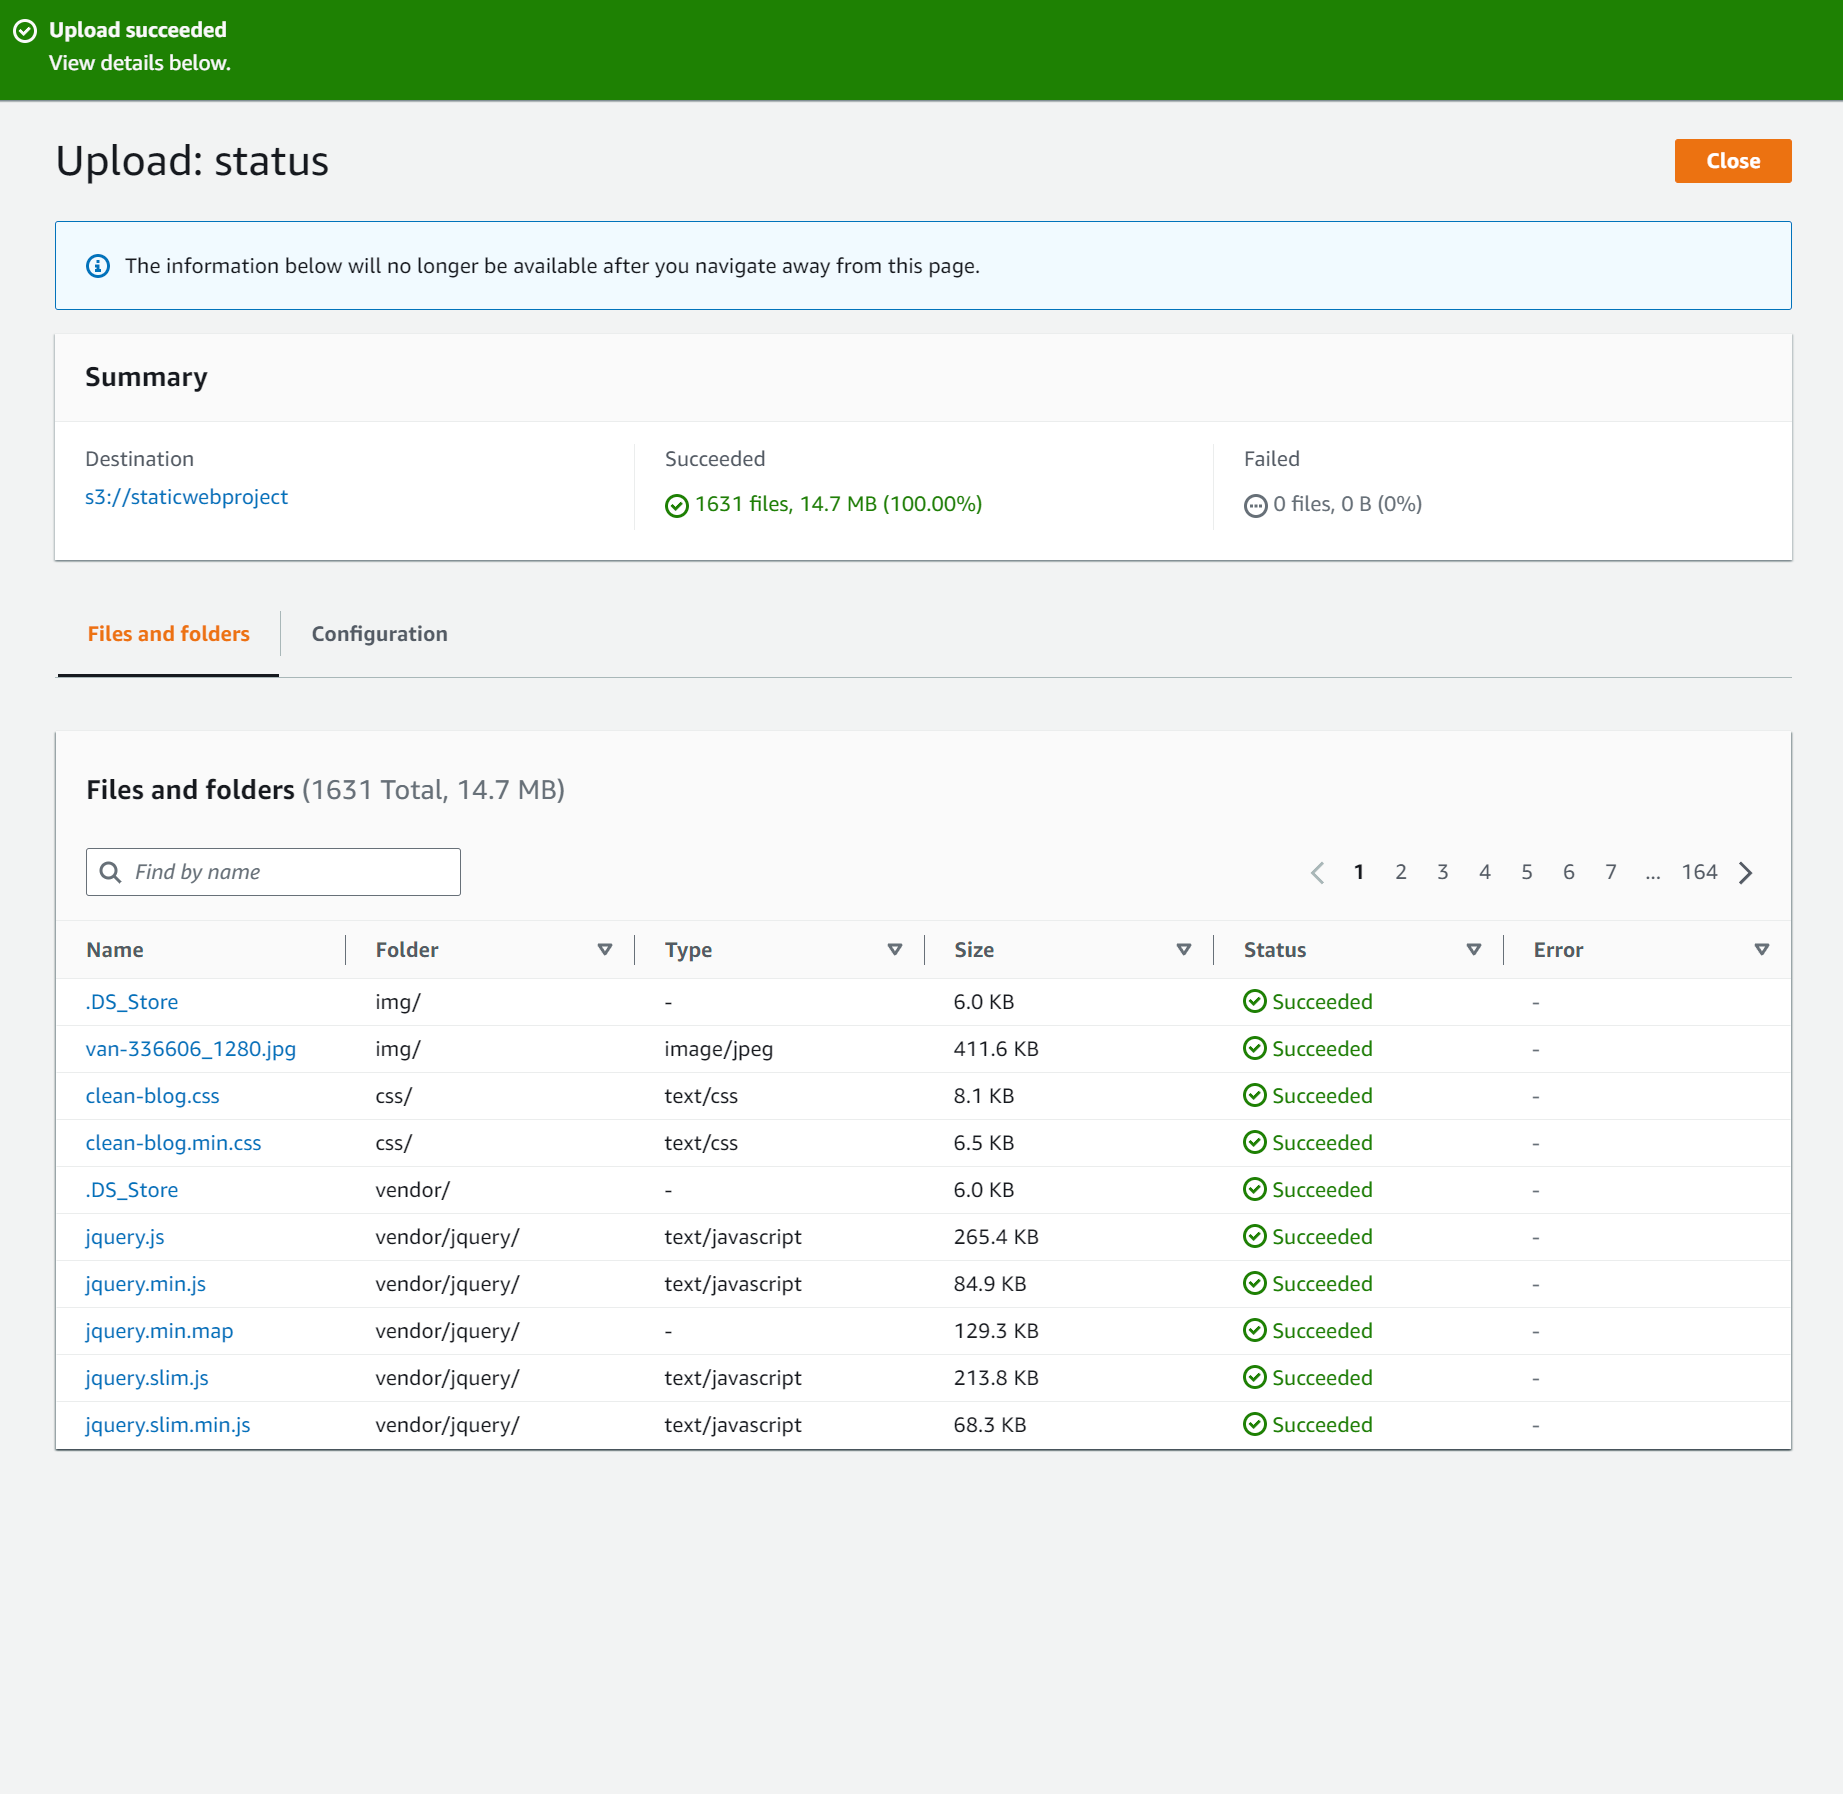 Upload succeeded
View details below.
Upload: status
Close
The information below will no longer be available after you navigate away from this page.
Summary
Destination
s3://staticwebproject
Succeeded
1631 files, 14.7 MB (100.00%)
Failed
0 files, 0 B (0%)
Files and folders
Configuration
Files and folders (1631 Total, 14.7 MB)
Find by name
1 2 3 4 5 6 7 ... 164
Name Folder Type Size Status Error
.DS_Store img/ - 6.0 KB Succeeded -
van-336606_1280.jpg img/ image/jpeg 411.6 KB Succeeded -
clean-blog.css css/ text/css 8.1 KB Succeeded -
clean-blog.min.css css/ text/css 6.5 KB Succeeded -
.DS_Store vendor/ - 6.0 KB Succeeded -
jquery.js vendor/jquery/ text/javascript 265.4 KB Succeeded -
jquery.min.js vendor/jquery/ text/javascript 84.9 KB Succeeded -
jquery.min.map vendor/jquery/ - 129.3 KB Succeeded -
jquery.slim.js vendor/jquery/ text/javascript 213.8 KB Succeeded -
jquery.slim.min.js vendor/jquery/ text/javascript 68.3 KB Succeeded -